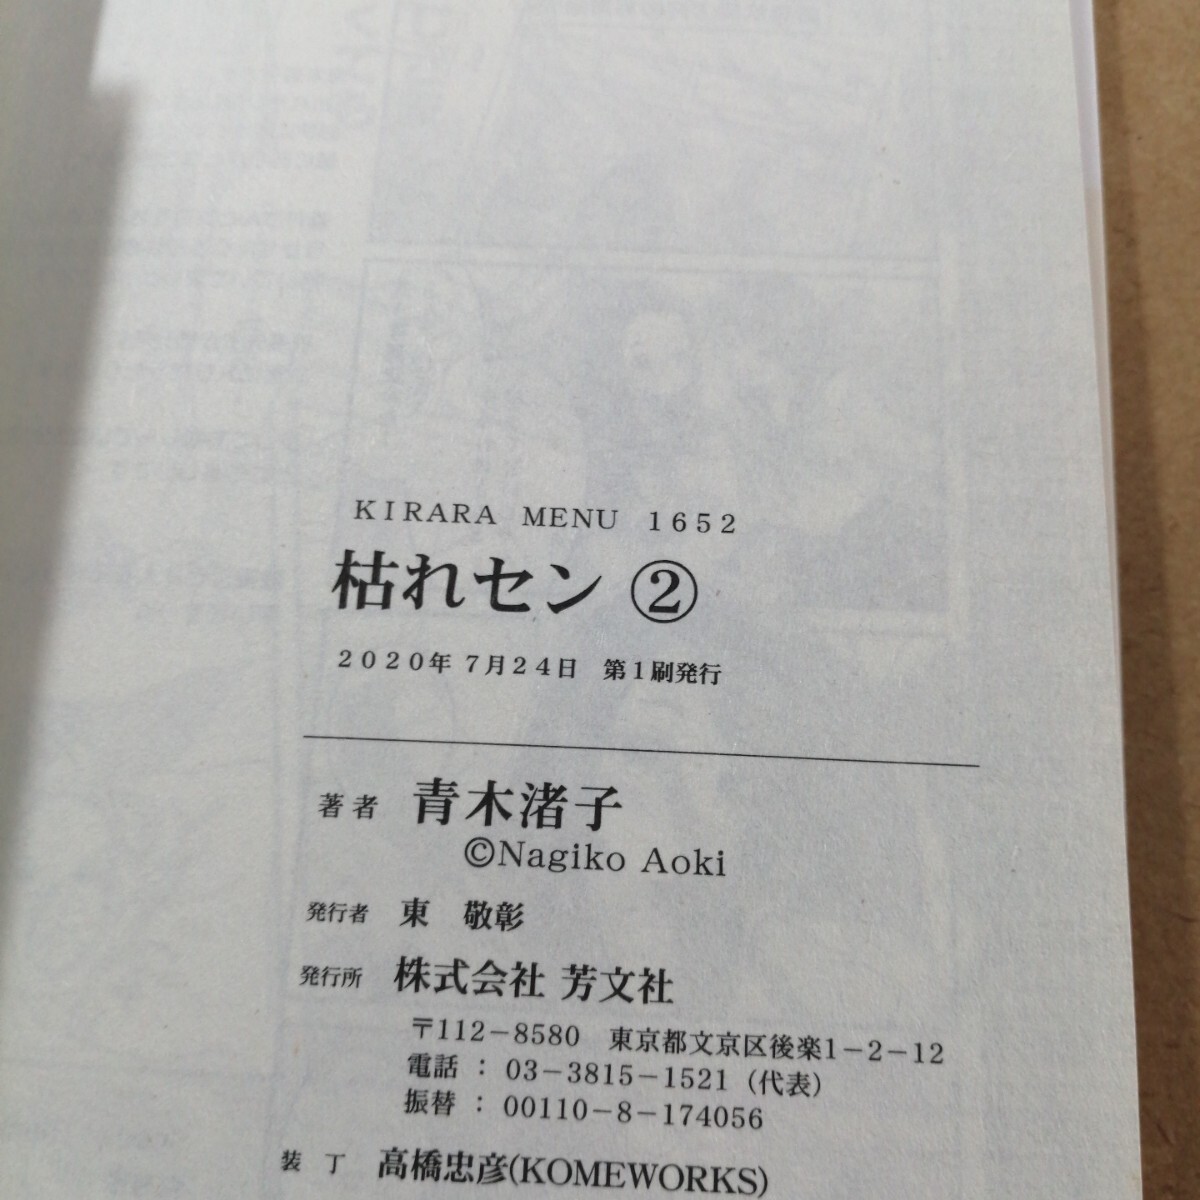 KIRARA MENU 1652
枯れセン ②
2020年7月24日 第1刷発行
著者 青木渚子
©Nagiko Aoki
発行者 東 敬彰
発行所 株式会社 芳文社
〒112-8580 東京都文京区後楽1-2-12
電話：03-3815-1521（代表）
振替：00110-8-174056
装丁 高橋忠彦(KOMEWORKS)